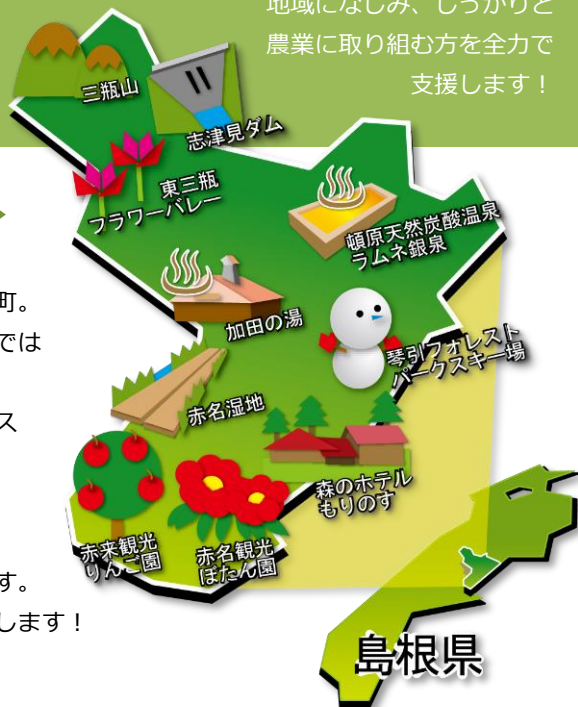 地域になじみ、しっかりと
農業に取り組む方を全力で
支援します！
三瓶山
志津見ダム
東三瓶
フラワーバレー
頓原天然炭酸温泉
ラムネ銀泉
町。
加田の湯
では
琴引フォレスト
パークスキー場
赤名湿地
ス
森のホテル
もりのす
赤来観光
りんご園
赤名観光
ぼたん園
す。
します！
島根県